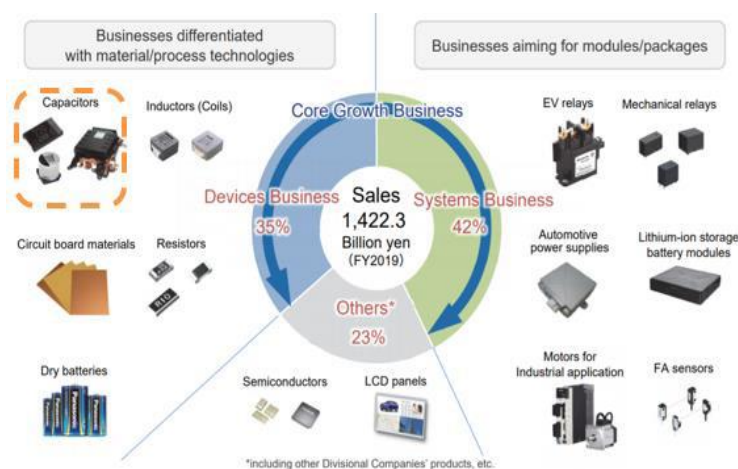 Businesses differentiated
with material/process technologies
Businesses aiming for modules/packages
Capacitors
Inductors (Coils)
Core Growth Business
EV relays
Mechanical relays
Devices Business
35%
Sales
1,422.3
Billion yen
(FY2019)
Systems Business
42%
Circuit board materials
Resistors
R10
Automotive
power supplies
Lithium-ion storage
battery modules
Others*
23%
Dry batteries
Panasonic
Semiconductors
LCD panels
Motors for
Industrial application
FA sensors
*including other Divisional Companies' products, etc.